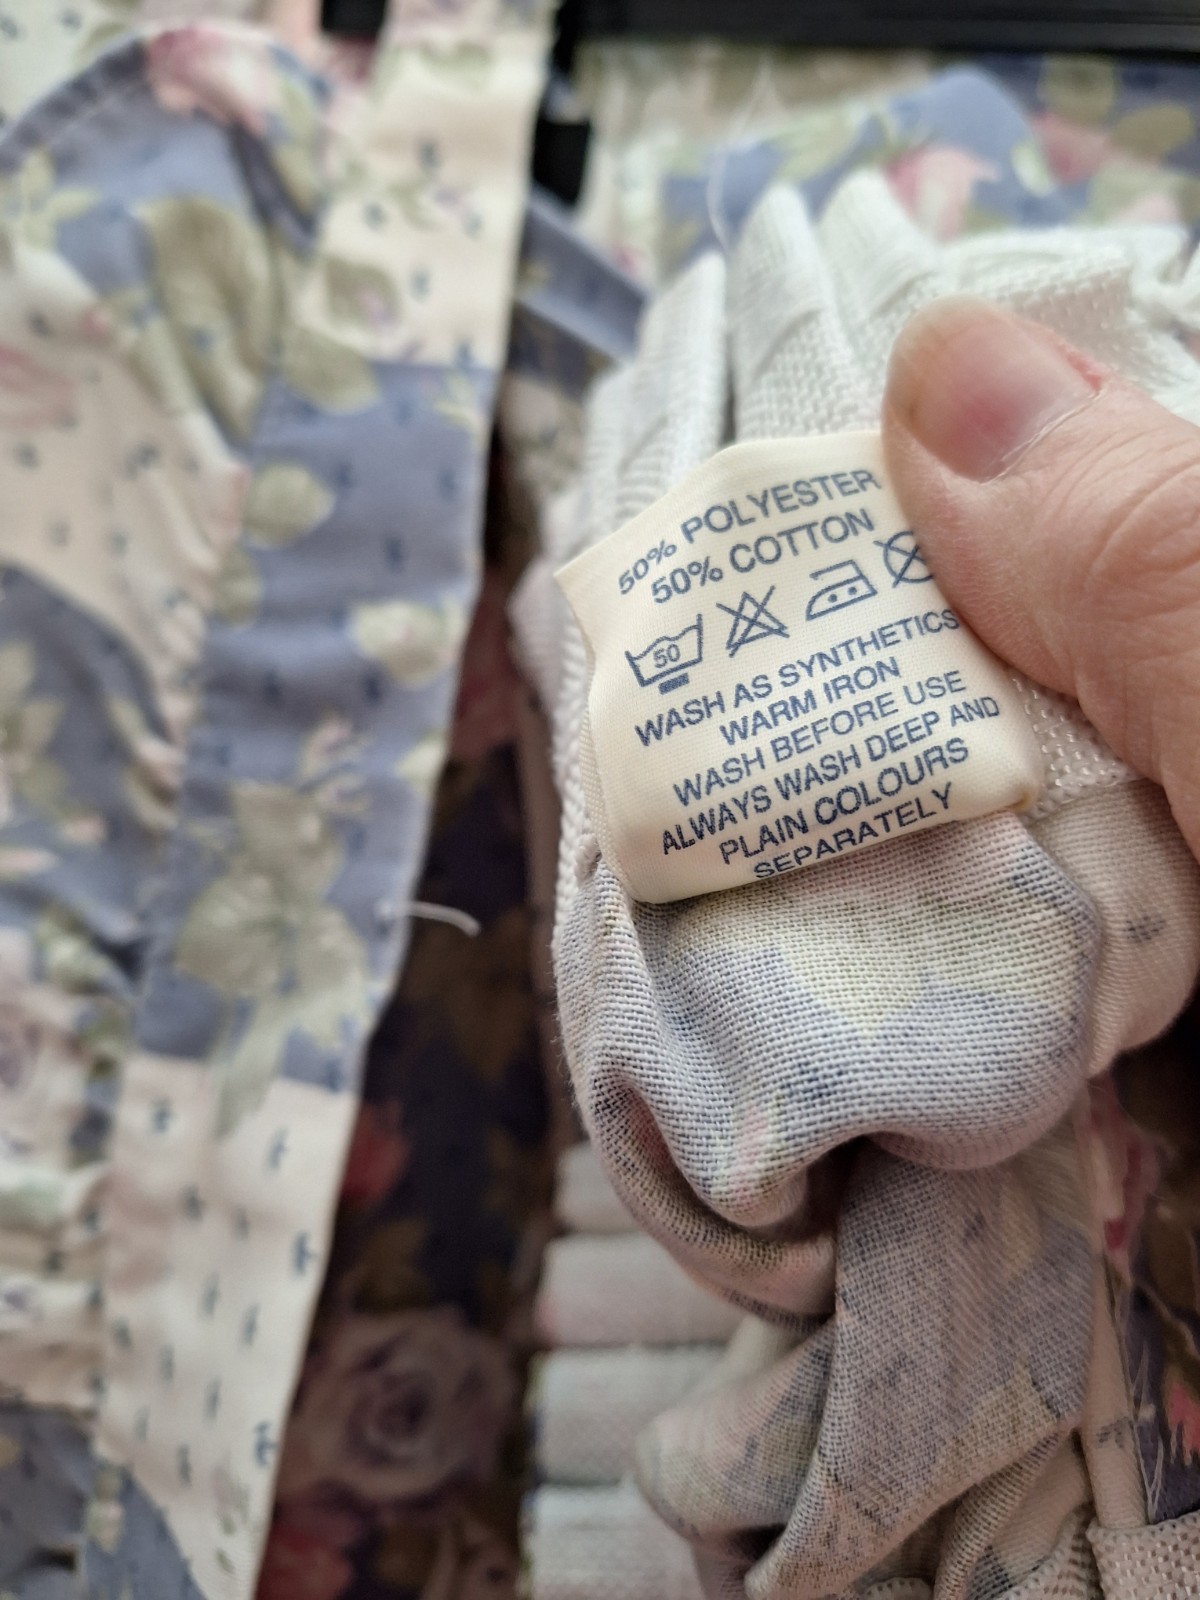 50% POLYESTER
50% COTTON
50
WASH AS SYNTHETICS
WARM IRON
WASH BEFORE USE
ALWAYS WASH DEEP AND
PLAIN COLOURS
SEPARATELY